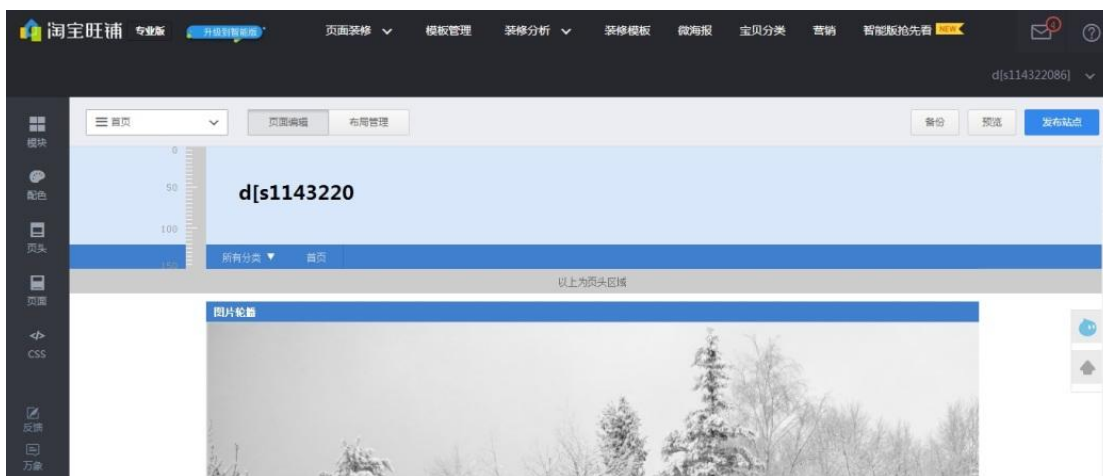 淘宝旺铺 专业版 升级到智能版 页面装修 模板管理 装修分析 装修模板 微海报 宝贝分类 营销 智能版抢先看 NEW 4
d[s114322086]
模块
首页 页面编辑 布局管理 备份 预览 发布站点
配色
0
50
100
150
d[s1143220
页头
所有分类 ▼ 首页
以上为页头区域
页面
图片轮播
</>
CSS
反馈
万象